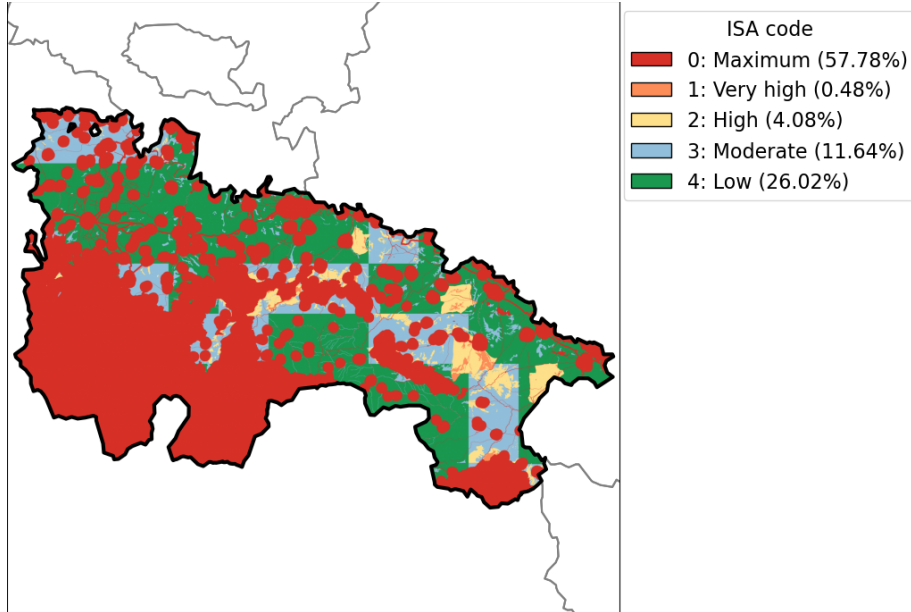 ISA code
0: Maximum (57.78%)
1: Very high (0.48%)
2: High (4.08%)
3: Moderate (11.64%)
4: Low (26.02%)